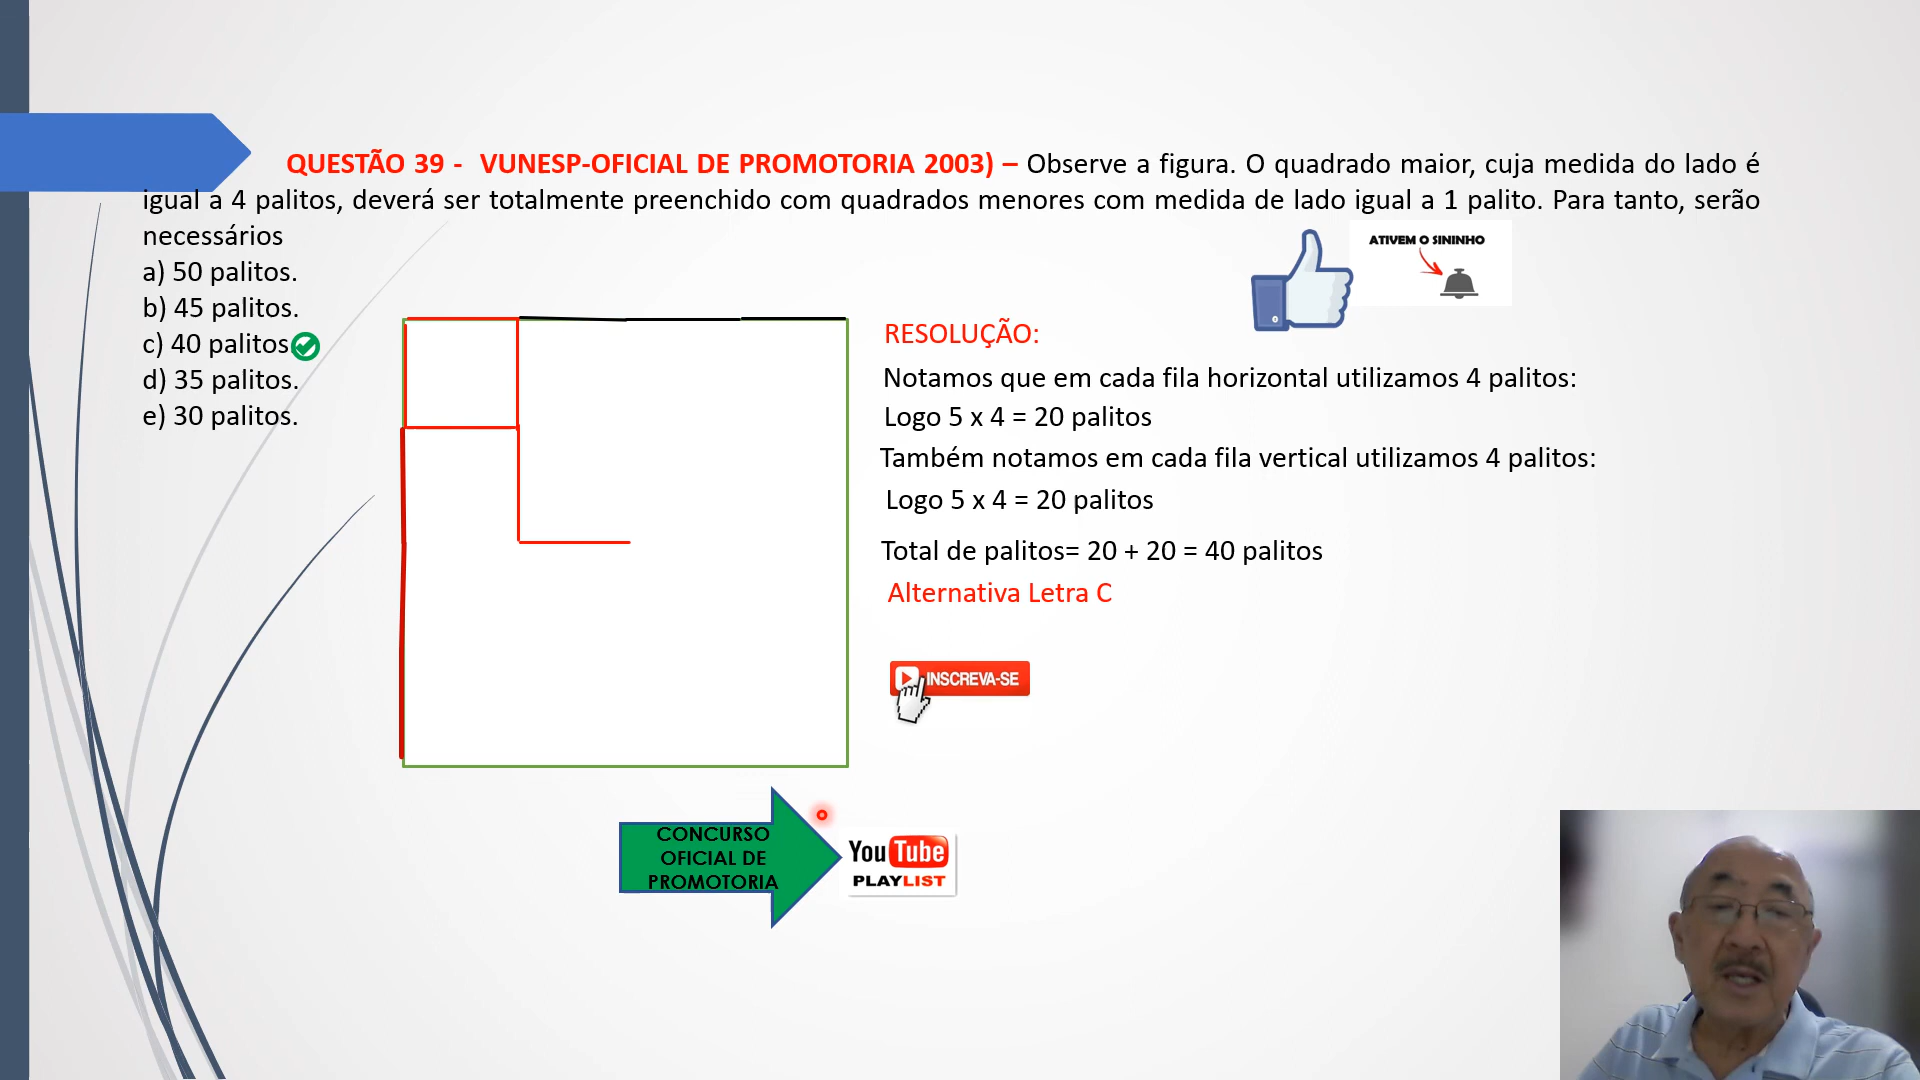 QUESTÃO 39 - VUNESP-OFICIAL DE PROMOTORIA 2003) – Observe a figura. O quadrado maior, cuja medida do lado é
igual a 4 palitos, deverá ser totalmente preenchido com quadrados menores com medida de lado igual a 1 palito. Para tanto, serão
necessários
a) 50 palitos.
b) 45 palitos.
c) 40 palitos
d) 35 palitos.
e) 30 palitos.
ATIVEM O SININHO
RESOLUÇÃO:
Notamos que em cada fila horizontal utilizamos 4 palitos:
Logo 5 x 4 = 20 palitos
Também notamos em cada fila vertical utilizamos 4 palitos:
Logo 5 x 4 = 20 palitos
Total de palitos= 20 + 20 = 40 palitos
Alternativa Letra C
INSCREVA-SE
CONCURSO
OFICIAL DE
PROMOTORIA
YouTube
PLAYLIST